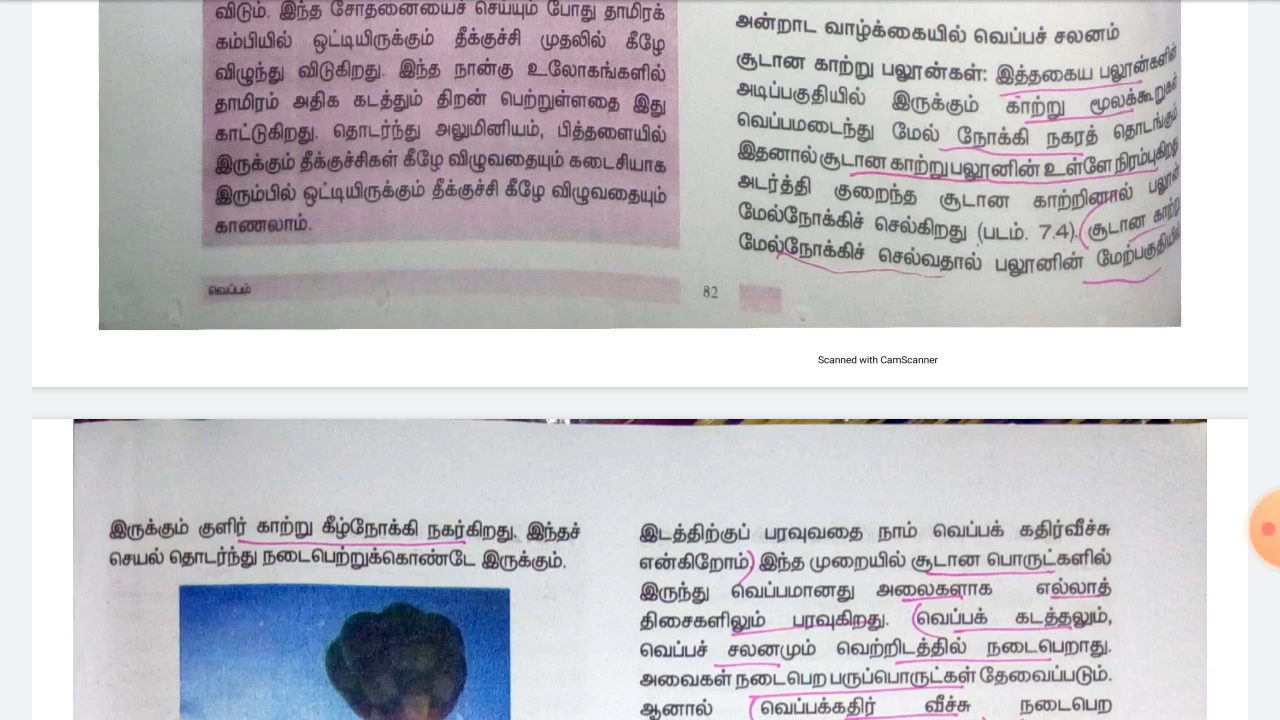 விடும். இந்த சோதனையைச் செய்யும் போது தாமிரக்
கம்பியில் ஒட்டியிருக்கும் தீக்குச்சி முதலில் கீழே
விழுந்து விடுகிறது. இந்த நான்கு உலோகங்களில்
தாமிரம் அதிக கடத்தும் திறன் பெற்றுள்ளதை இது
காட்டுகிறது. தொடர்ந்து அலுமினியம், பித்தளையில்
இருக்கும் தீக்குச்சிகள் கீழே விழுவதையும் கடைசியாக
இரும்பில் ஒட்டியிருக்கும் தீக்குச்சி கீழே விழுவதையும்
காணலாம்.
வெப்பம்
82
அன்றாட வாழ்க்கையில் வெப்பச் சலனம்
சூடான காற்று பலூன்கள்: இத்தகைய பலூன்களின்
அடிப்பகுதியில் இருக்கும் காற்று மூலக்கூறுகள்
வெப்பமடைந்து மேல் நோக்கி நகரத் தொடங்கும்
இதனால் சூடான காற்று பலூனின் உள்ளே நிரம்புகிறது
அடர்த்தி குறைந்த சூடான காற்றினால் பலூன்
மேல்நோக்கிச் செல்கிறது (படம். 7.4). சூடான காற்று
மேல்நோக்கிச் செல்வதால் பலூனின் மேற்பகுதியில்
Scanned with CamScanner
இருக்கும் குளிர் காற்று கீழ்நோக்கி நகர்கிறது. இந்தச்
செயல் தொடர்ந்து நடைபெற்றுக்கொண்டே இருக்கும்.
இடத்திற்குப் பரவுவதை நாம் வெப்பக் கதிர்வீச்சு
என்கிறோம். இந்த முறையில் சூடான பொருட்களில்
இருந்து வெப்பமானது அலைகளாக எல்லாத்
திசைகளிலும் பரவுகிறது. வெப்பக் கடத்தலும்,
வெப்பச் சலனமும் வெற்றிடத்தில் நடைபெறாது.
அவைகள் நடைபெற பருப்பொருட்கள் தேவைப்படும்.
ஆனால் வெப்பக்கதிர் வீச்சு நடைபெற